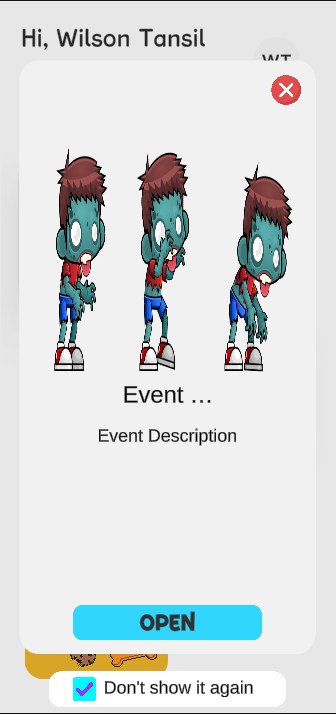 Hi, Wilson Tansil
WT
Event ...
Event Description
OPEN
Don't show it again